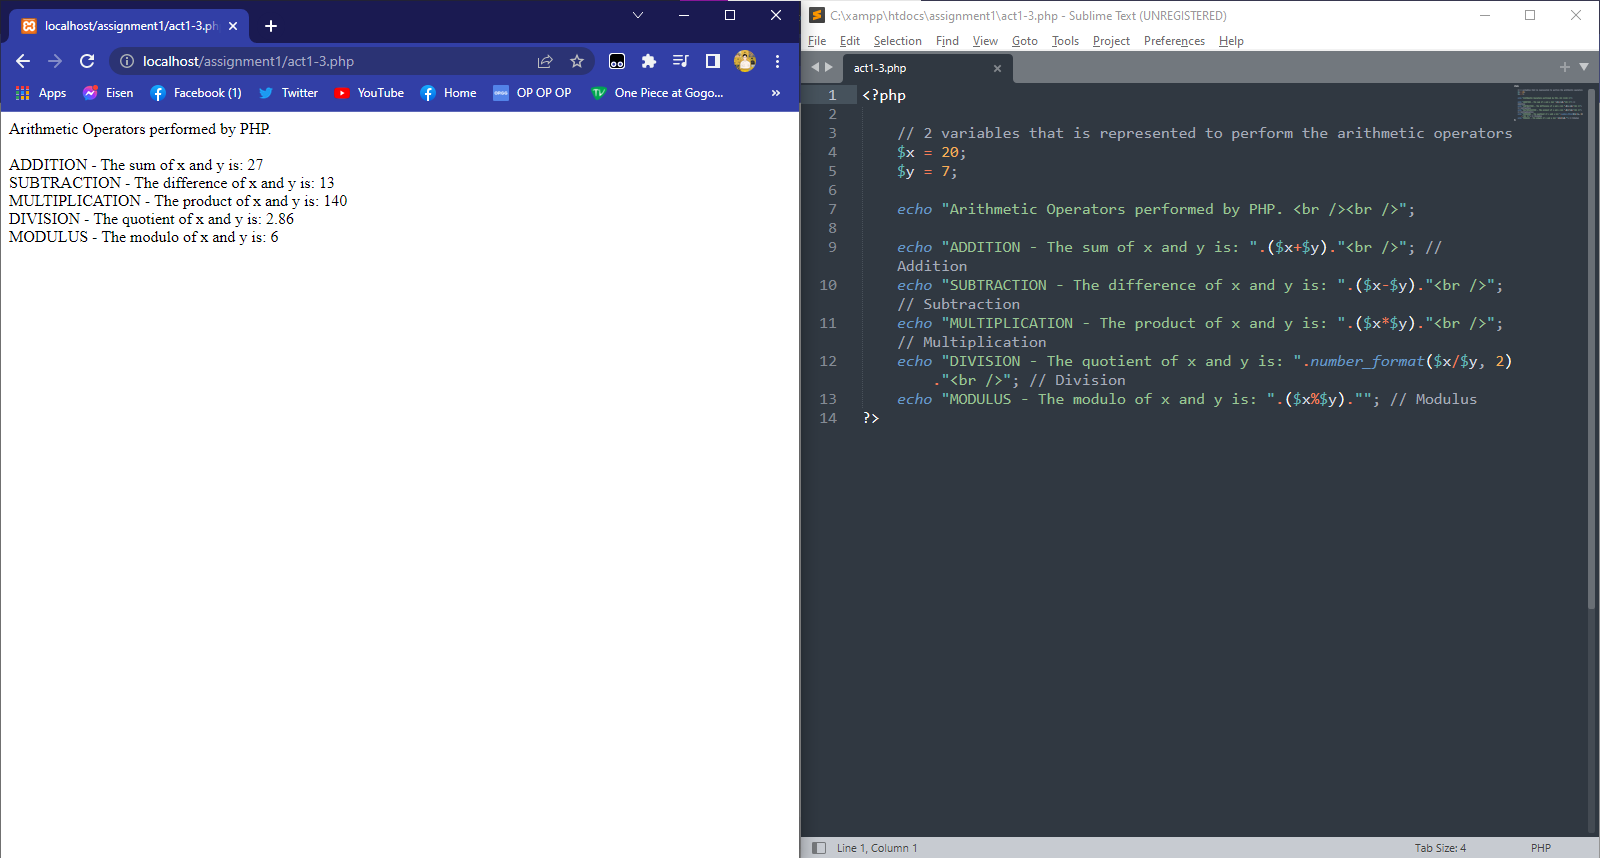 localhost/assignment1/act1-3.ph
localhost/assignment1/act1-3.php
Apps Eisen Facebook (1) Twitter YouTube Home OP OP OP One Piece at Gogo... »
Arithmetic Operators performed by PHP.
ADDITION - The sum of x and y is: 27
SUBTRACTION - The difference of x and y is: 13
MULTIPLICATION - The product of x and y is: 140
DIVISION - The quotient of x and y is: 2.86
MODULUS - The modulo of x and y is: 6
C:\xampp\htdocs\assignment1\act1-3.php - Sublime Text (UNREGISTERED)
File Edit Selection Find View Goto Tools Project Preferences Help
act1-3.php
1 <?php
2
3 // 2 variables that is represented to perform the arithmetic operators
4 $x = 20;
5 $y = 7;
6
7 echo "Arithmetic Operators performed by PHP. <br /><br />";
8
9 echo "ADDITION - The sum of x and y is: ".($x+$y)."<br />"; //
Addition
10 echo "SUBTRACTION - The difference of x and y is: ".($x-$y)."<br />";
// Subtraction
11 echo "MULTIPLICATION - The product of x and y is: ".($x*$y)."<br />";
// Multiplication
12 echo "DIVISION - The quotient of x and y is: ".number_format($x/$y, 2)
."<br />"; // Division
13 echo "MODULUS - The modulo of x and y is: ".($x%$y).""; // Modulus
14 ?>
Line 1, Column 1 Tab Size: 4 PHP